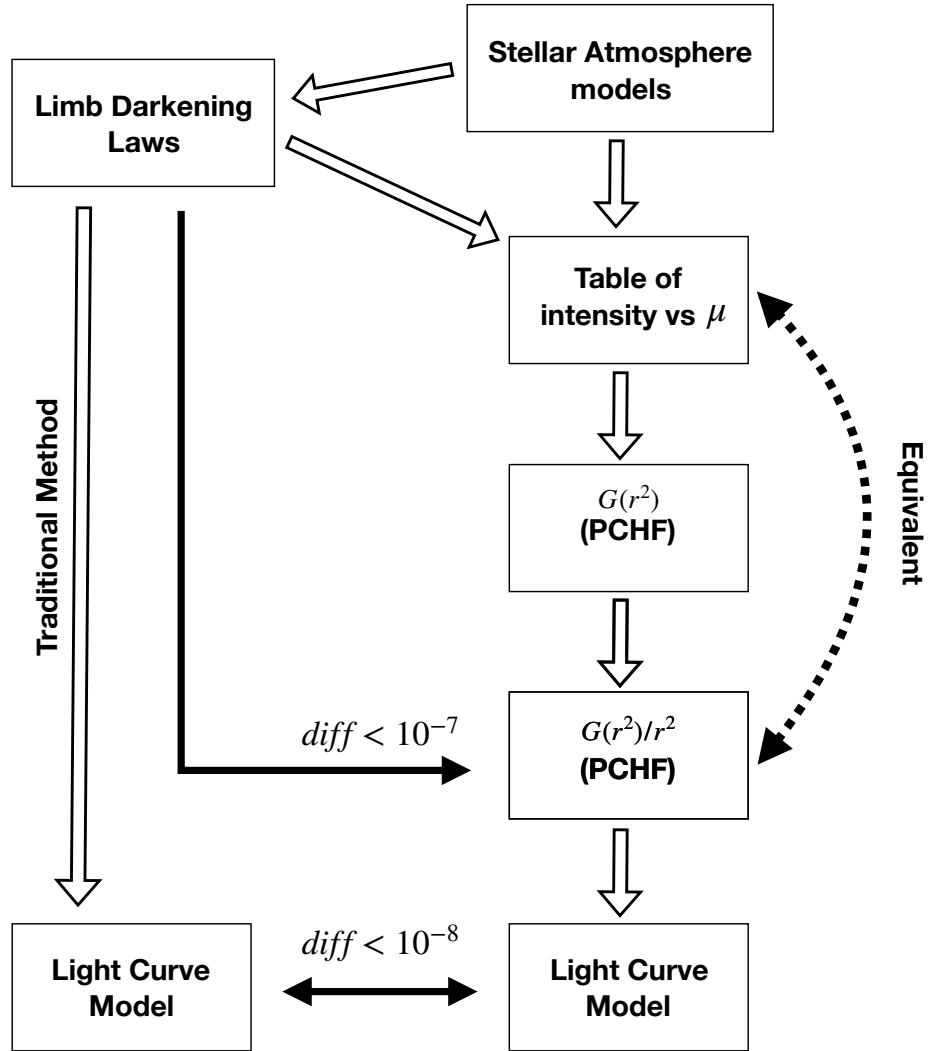 Stellar Atmosphere
models
Limb Darkening
Laws
Table of
intensity vs μ
Traditional Method
Equivalent
G(r²)
(PCHF)
diff < 10⁻⁷
G(r²)/r²
(PCHF)
diff < 10⁻⁸
Light Curve
Model
Light Curve
Model